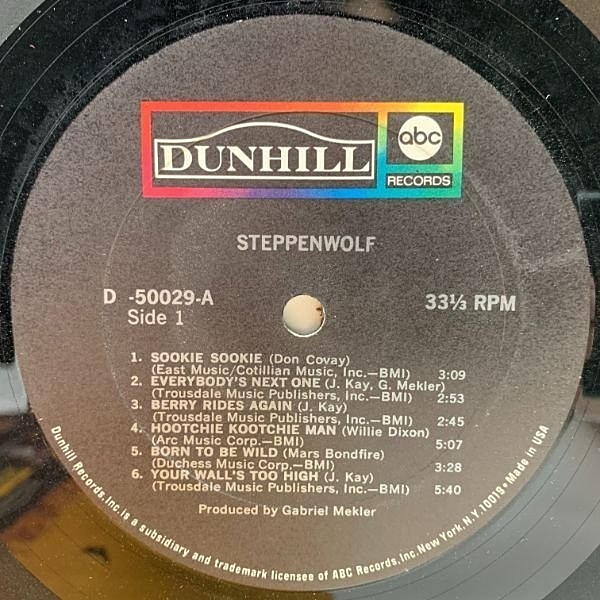 DUNHILL
abc
RECORDS
STEPPENWOLF
D -50029-A
33⅓ RPM
Side 1
1. SOOKIE SOOKIE (Don Covay)
(East Music/Cotillian Music, Inc.—BMI) 3:09
2. EVERYBODY'S NEXT ONE (J. Kay, G. Mekler)
(Trousdale Music Publishers, Inc.—BMI) 2:53
3. BERRY RIDES AGAIN (J. Kay)
(Trousdale Music Publishers, Inc.—BMI) 2:45
4. HOOTCHIE KOOTCHIE MAN (Willie Dixon)
(Arc Music Corp.—BMI) 5:07
5. BORN TO BE WILD (Mars Bondfire)
(Duchess Music Corp.—BMI) 3:28
6. YOUR WALL'S TOO HIGH (J. Kay)
(Trousdale Music Publishers, Inc.—BMI) 5:40
Produced by Gabriel Mekler
Dunhill Records, Inc is a subsidiary and trademark licensee of ABC Records, Inc. New York, N.Y. 10019 • Made in USA